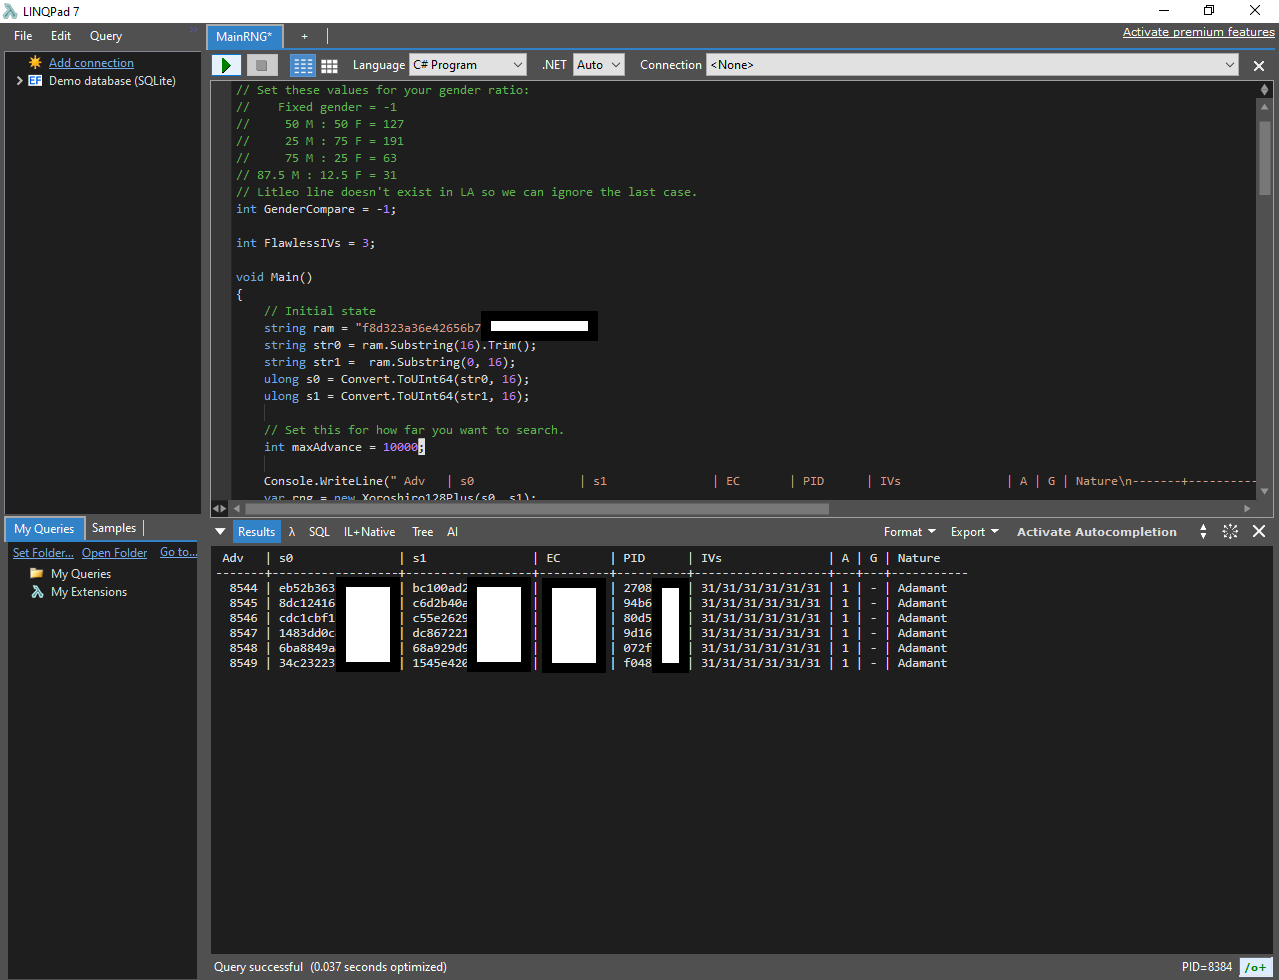 LINQPad 7
File Edit Query
MainRNG* +
Activate premium features
Add connection
Demo database (SQLite)
Language C# Program .NET Auto Connection <None>
// Set these values for your gender ratio:
//    Fixed gender = -1
//     50 M : 50 F = 127
//     25 M : 75 F = 191
//     75 M : 25 F = 63
// 87.5 M : 12.5 F = 31
// Litleo line doesn't exist in LA so we can ignore the last case.
int GenderCompare = -1;
int FlawlessIVs = 3;
void Main()
{
// Initial state
string ram = "f8d323a36e42656b7
string str0 = ram.Substring(16).Trim();
string str1 =  ram.Substring(0, 16);
ulong s0 = Convert.ToUInt64(str0, 16);
ulong s1 = Convert.ToUInt64(str1, 16);
// Set this for how far you want to search.
int maxAdvance = 10000;
Console.WriteLine(" Adv   | s0               | s1               | EC       | PID      | IVs               | A | G | Nature\n-------+----------
var rng = new Xoroshiro128Plus(s0, s1);
My Queries Samples
Set Folder... Open Folder Go to...
My Queries
My Extensions
Results λ SQL IL+Native Tree AI Format Export Activate Autocompletion
Adv | s0 | s1 | EC | PID | IVs | A | G | Nature
-------+------------------+------------------+----------+----------+-------------------+---+---+-----------
8544 | eb52b363 | bc100ad2 | | 2708 | 31/31/31/31/31/31 | 1 | - | Adamant
8545 | 8dc12416 | c6d2b40a | | 94b6 | 31/31/31/31/31/31 | 1 | - | Adamant
8546 | cdc1cbf1 | c55e2629 | | 80d5 | 31/31/31/31/31/31 | 1 | - | Adamant
8547 | 1483dd0c | dc867221 | | 9d16 | 31/31/31/31/31/31 | 1 | - | Adamant
8548 | 6ba8849a | 68a929d9 | | 072f | 31/31/31/31/31/31 | 1 | - | Adamant
8549 | 34c23223 | 1545e420 | | f048 | 31/31/31/31/31/31 | 1 | - | Adamant
Query successful (0.037 seconds optimized)
PID=8384 /o+